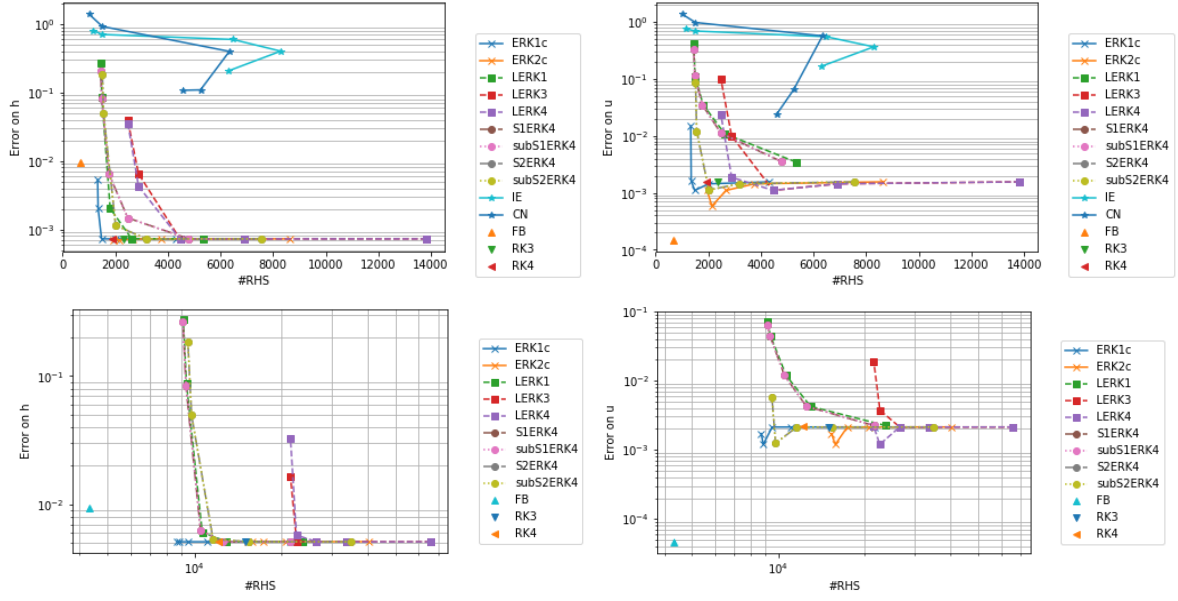 10⁰
10⁻¹
10⁻²
10⁻³
Error on h
0
2000
4000
6000
8000
10000
12000
14000
#RHS
ERK1c
ERK2c
LERK1
LERK3
LERK4
S1ERK4
subS1ERK4
S2ERK4
subS2ERK4
IE
CN
FB
RK3
RK4
10⁰
10⁻¹
10⁻²
10⁻³
10⁻⁴
Error on u
0
2000
4000
6000
8000
10000
12000
14000
#RHS
ERK1c
ERK2c
LERK1
LERK3
LERK4
S1ERK4
subS1ERK4
S2ERK4
subS2ERK4
IE
CN
FB
RK3
RK4
10⁻¹
10⁻²
Error on h
10⁴
#RHS
ERK1c
ERK2c
LERK1
LERK3
LERK4
S1ERK4
subS1ERK4
S2ERK4
subS2ERK4
FB
RK3
RK4
10⁻¹
10⁻²
10⁻³
10⁻⁴
Error on u
10⁴
#RHS
ERK1c
ERK2c
LERK1
LERK3
LERK4
S1ERK4
subS1ERK4
S2ERK4
subS2ERK4
FB
RK3
RK4